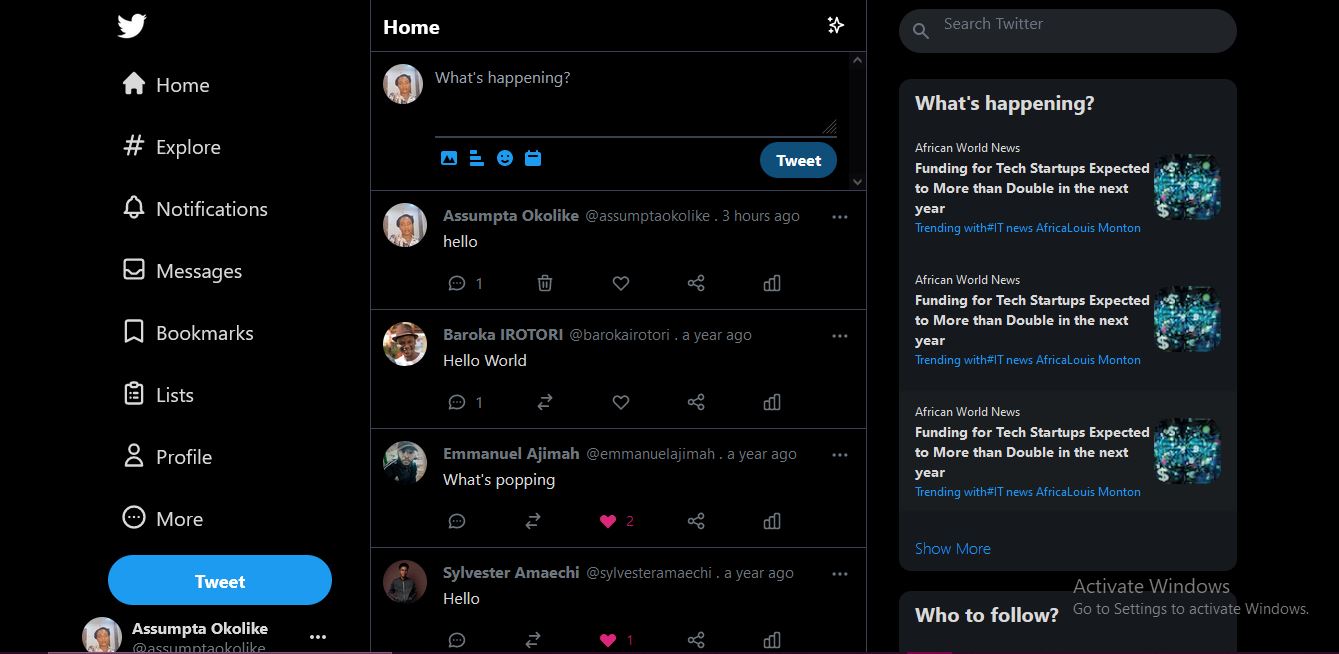 Home
Explore
Notifications
Messages
Bookmarks
Lists
Profile
More
Tweet
Assumpta Okolike
@assumptaokolike
Home
What's happening?
Tweet
Assumpta Okolike @assumptaokolike . 3 hours ago
hello
1
Baroka IROTORI @barokairotori . a year ago
Hello World
1
Emmanuel Ajimah @emmanuelajimah . a year ago
What's popping
2
Sylvester Amaechi @sylvesteramaechi . a year ago
Hello
1
Search Twitter
What's happening?
African World News
Funding for Tech Startups Expected
to More than Double in the next
year
Trending with#IT news AfricaLouis Monton
African World News
Funding for Tech Startups Expected
to More than Double in the next
year
Trending with#IT news AfricaLouis Monton
African World News
Funding for Tech Startups Expected
to More than Double in the next
year
Trending with#IT news AfricaLouis Monton
Show More
Who to follow?
Activate Windows
Go to Settings to activate Windows.